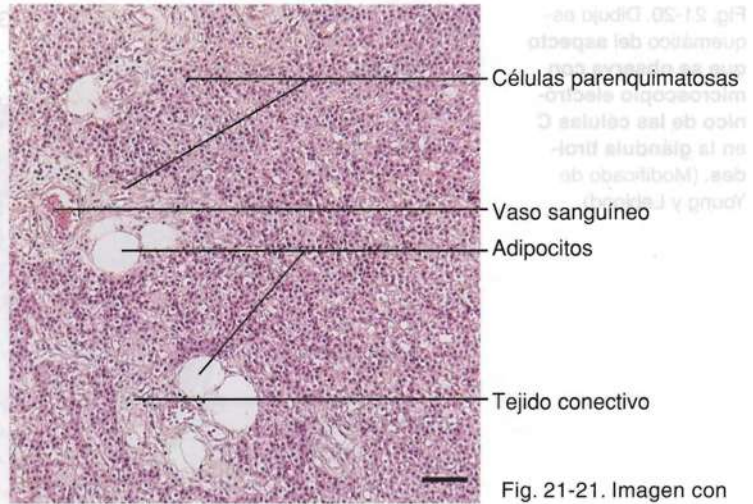 Células parenquimatosas
Vaso sanguíneo
Adipocitos
Tejido conectivo
Fig. 21-21. Imagen con
Fig. 21-20. Dibujo es-
quemático del aspecto
que se observa con
microscopio electró-
nico de las células C
en la glándula tiroi-
des. (Modificado de
Young y Leblond)